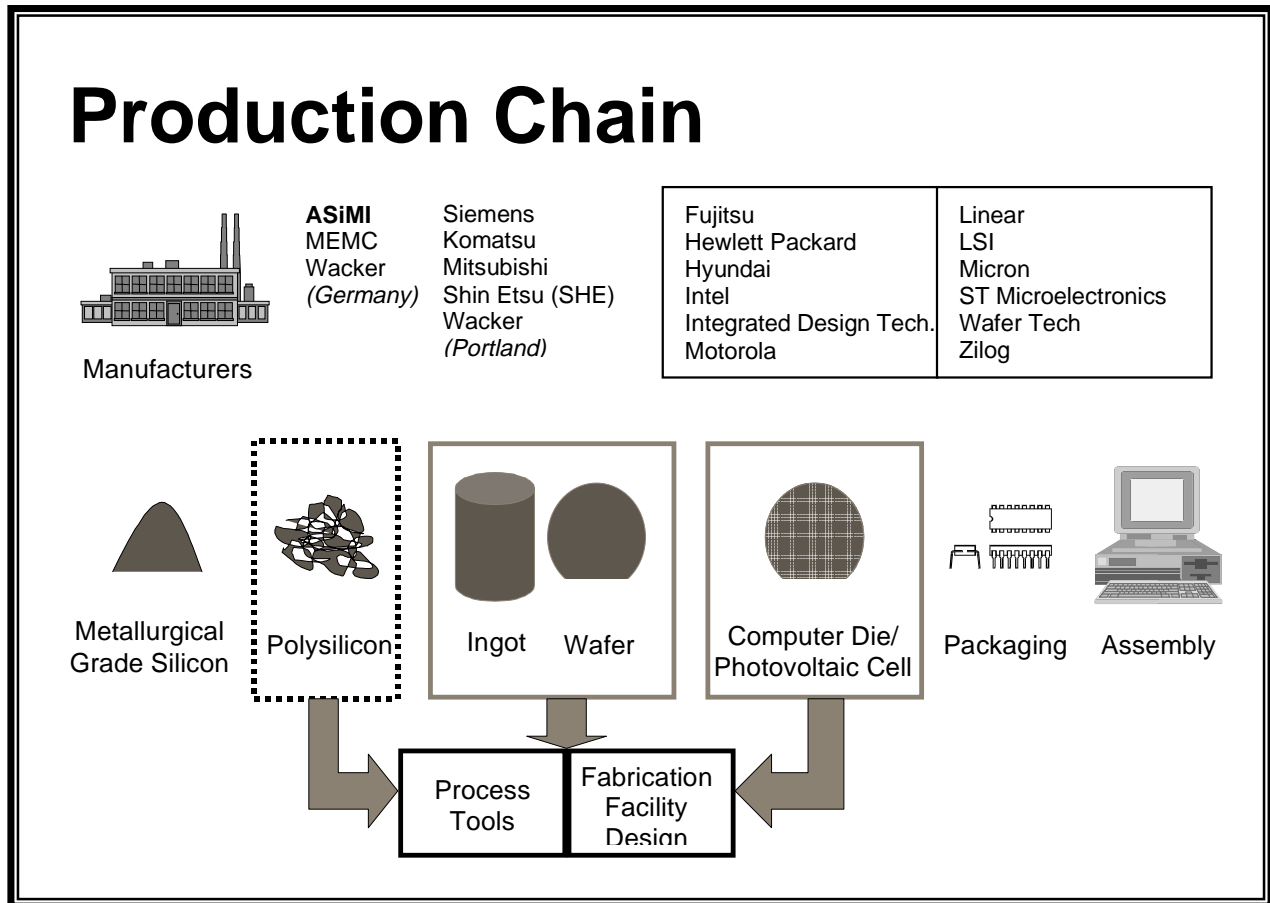 Production Chain
ASiMI
MEMC
Wacker
(Germany)
Siemens
Komatsu
Mitsubishi
Shin Etsu (SHE)
Wacker
(Portland)
Fujitsu
Hewlett Packard
Hyundai
Intel
Integrated Design Tech.
Motorola
Linear
LSI
Micron
ST Microelectronics
Wafer Tech
Zilog
Manufacturers
Metallurgical
Grade Silicon
Polysilicon
Ingot
Wafer
Computer Die/
Photovoltaic Cell
Packaging
Assembly
Process
Tools
Fabrication
Facility
Design